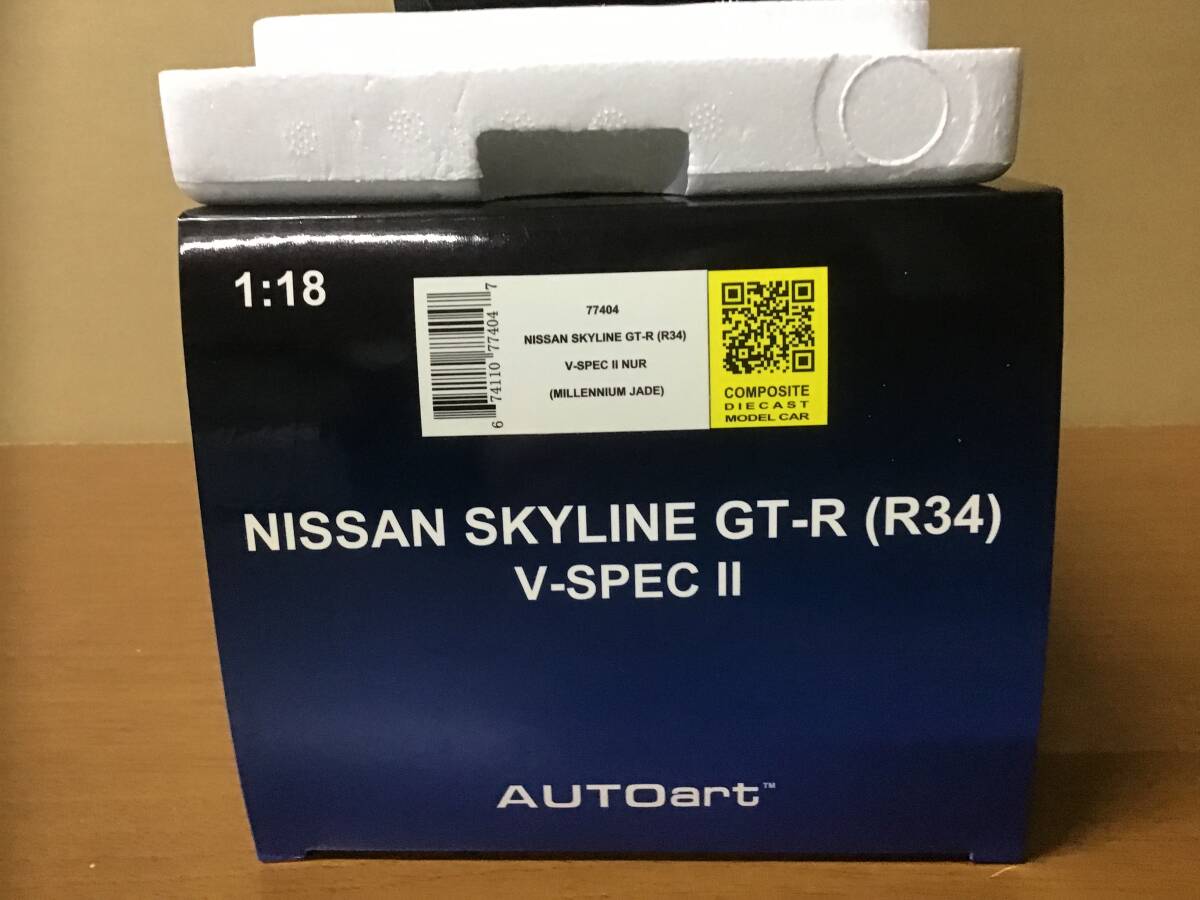 1:18
6 74110 77404 7
77404
NISSAN SKYLINE GT-R (R34)
V-SPEC II NUR
(MILLENNIUM JADE)
COMPOSITE
DIECAST
MODEL CAR
NISSAN SKYLINE GT-R (R34)
V-SPEC II
AUTOart™